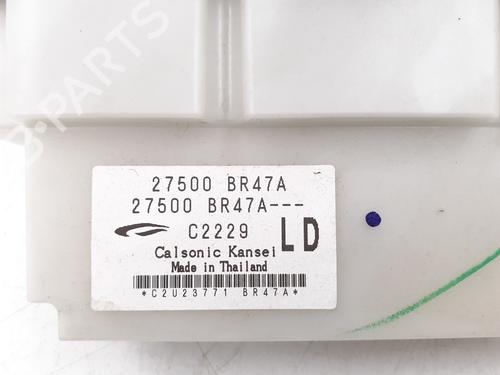 27500 BR47A
27500 BR47A---
C2229 LD
Calsonic Kansei
Made in Thailand
*C2U23771 BR47A*
B-PARTS